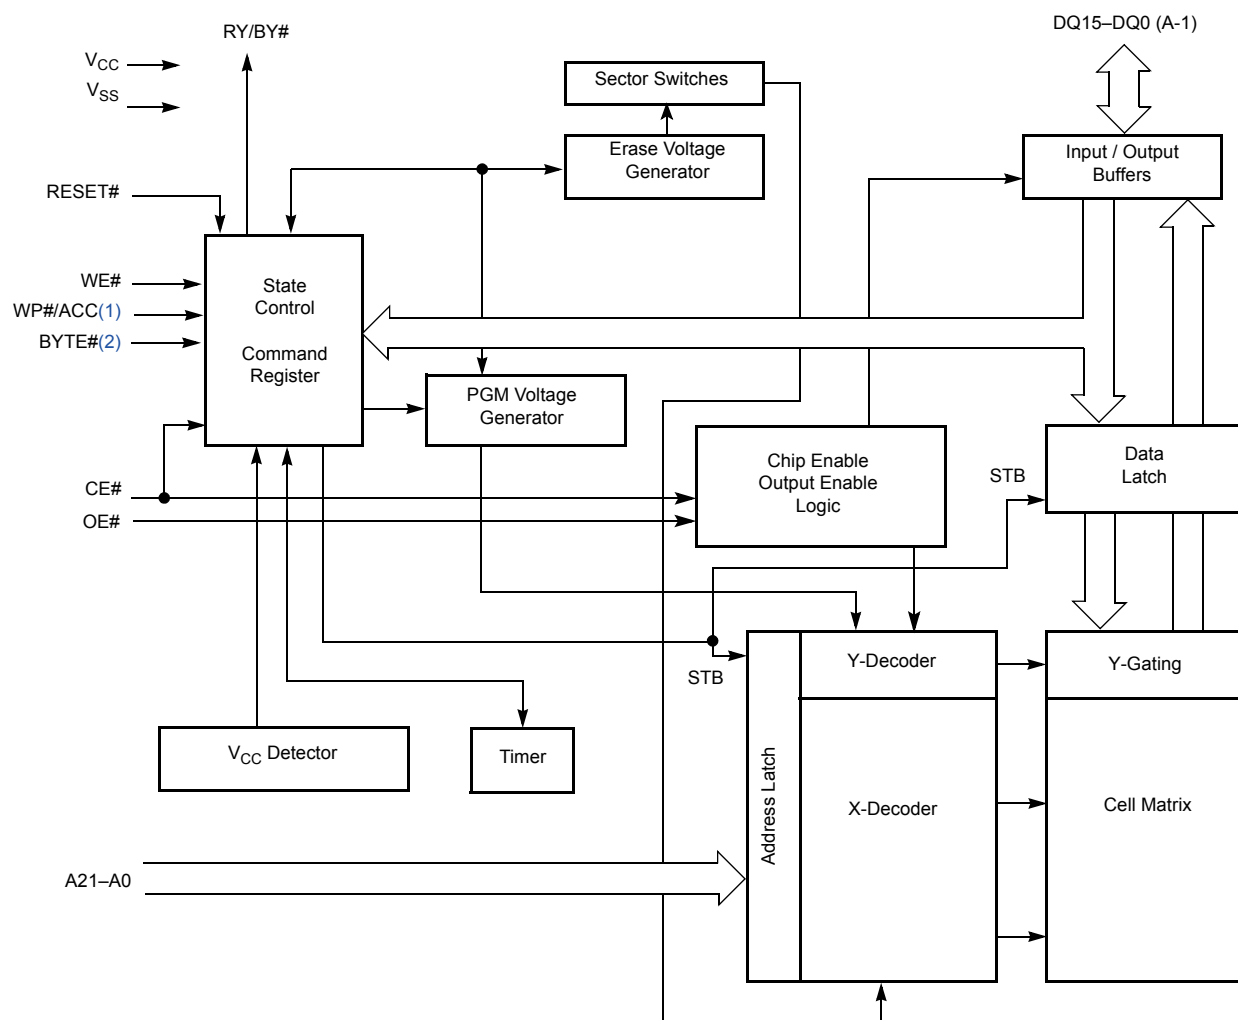 RY/BY#
DQ15–DQ0 (A-1)
VCC
VSS
Sector Switches
Erase Voltage
Generator
Input / Output
Buffers
RESET#
WE#
WP#/ACC(1)
BYTE#(2)
State
Control
Command
Register
PGM Voltage
Generator
CE#
OE#
Chip Enable
Output Enable
Logic
STB
Data
Latch
STB
Y-Decoder
Y-Gating
VCC Detector
Timer
Address Latch
X-Decoder
Cell Matrix
A21–A0